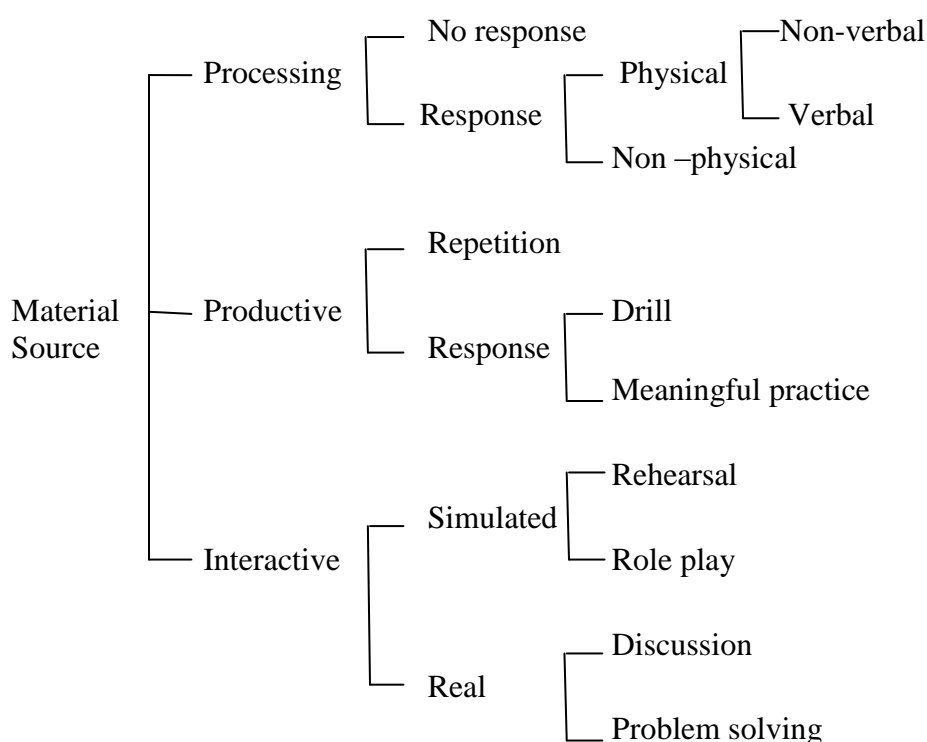 No response
Non-verbal
Processing
Physical
Response
Verbal
Non –physical
Repetition
Material
Source
Productive
Drill
Response
Meaningful practice
Rehearsal
Simulated
Interactive
Role play
Discussion
Real
Problem solving